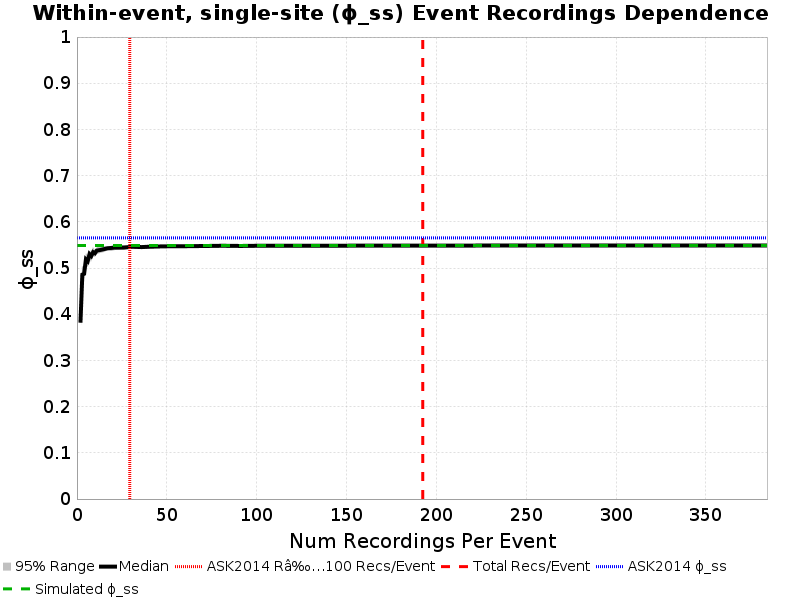 Within-event, single-site (ϕ_ss) Event Recordings Dependence
1
0.9
0.8
0.7
0.6
0.5
0.4
0.3
0.2
0.1
0
ϕ_ss
0 50 100 150 200 250 300 350
Num Recordings Per Event
95% Range Median ASK2014 Râ‰…100 Recs/Event Total Recs/Event ASK2014 ϕ_ss
Simulated ϕ_ss